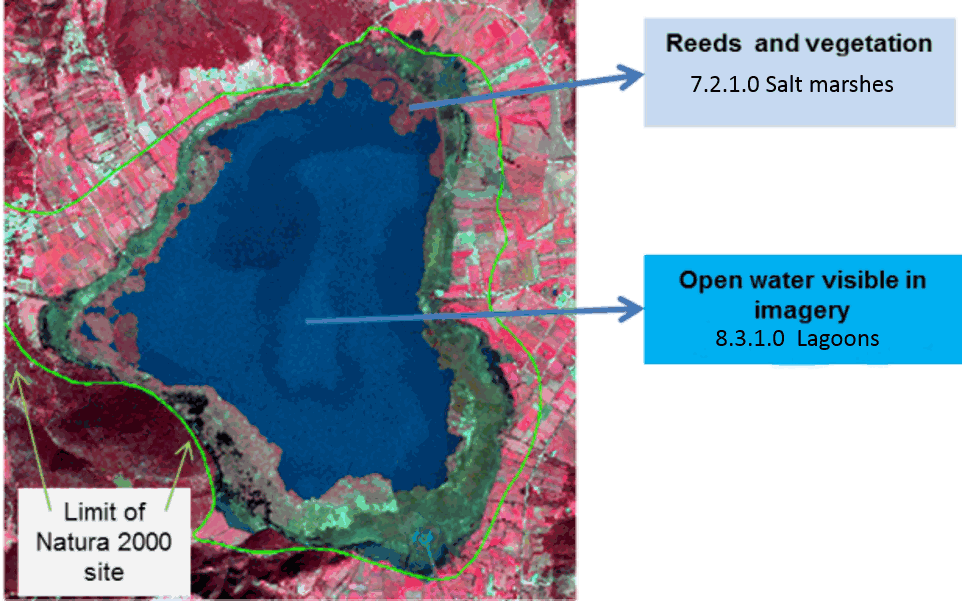 Reeds and vegetation
7.2.1.0 Salt marshes
Open water visible in
imagery
8.3.1.0 Lagoons
Limit of
Natura 2000
site